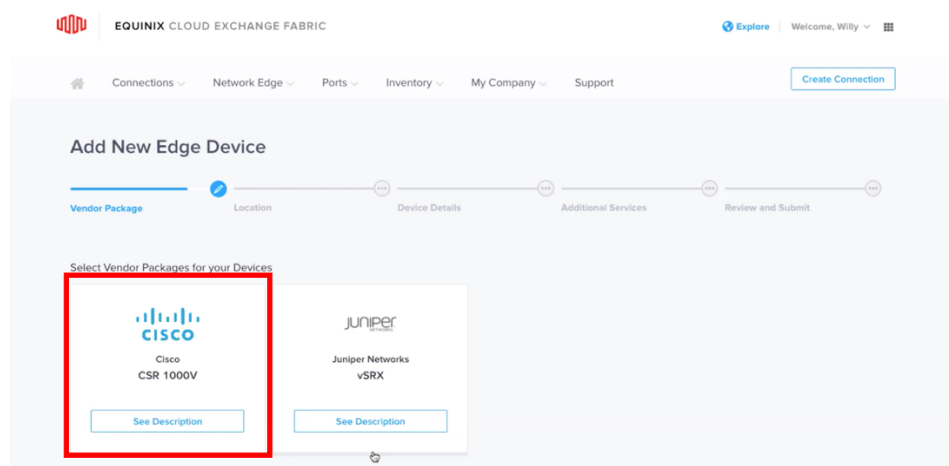 EQUINIX CLOUD EXCHANGE FABRIC
Explore Welcome, Willy
Connections Network Edge Ports Inventory My Company Support Create Connection
Add New Edge Device
Vendor Package Location Device Details Additional Services Review and Submit
Select Vendor Packages for your Devices
CISCO JUNIPER NETWORKS
Cisco Juniper Networks
CSR 1000V vSRX
See Description See Description